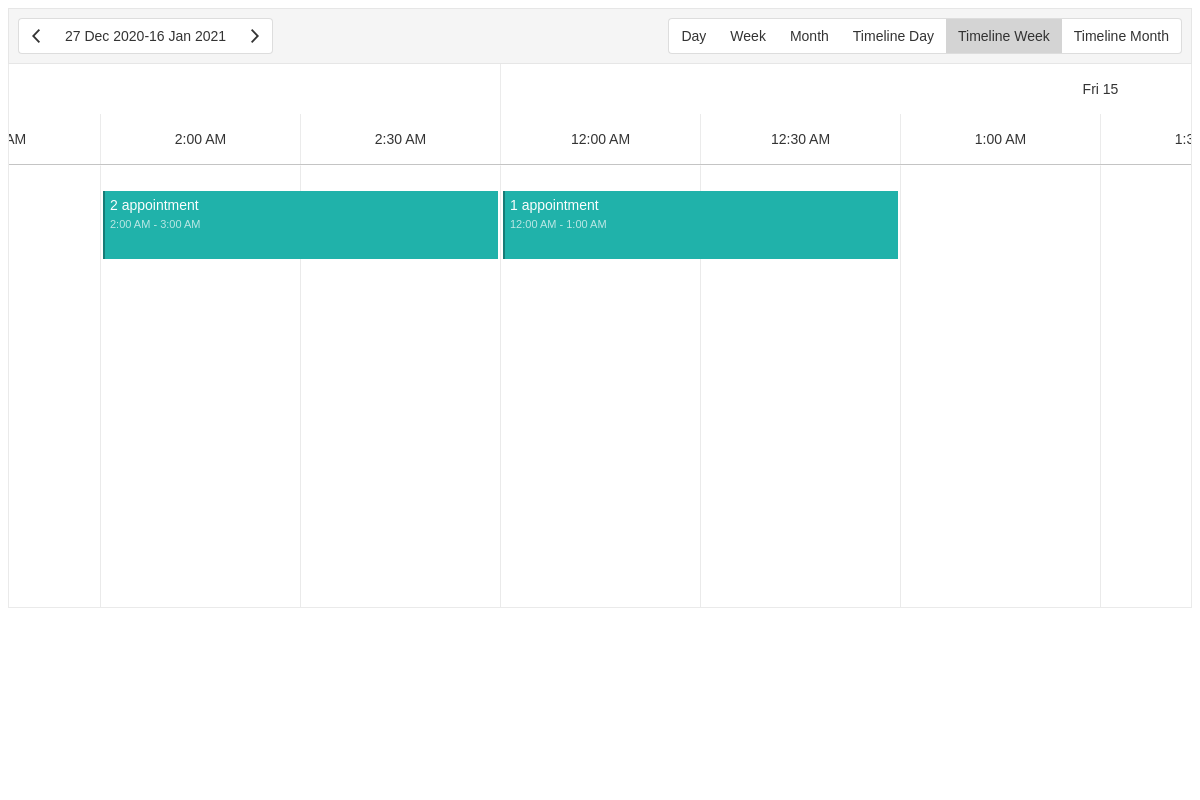 27 Dec 2020-16 Jan 2021
Day Week Month Timeline Day Timeline Week Timeline Month
Fri 15
AM 2:00 AM 2:30 AM 12:00 AM 12:30 AM 1:00 AM 1:3
2 appointment
2:00 AM - 3:00 AM
1 appointment
12:00 AM - 1:00 AM